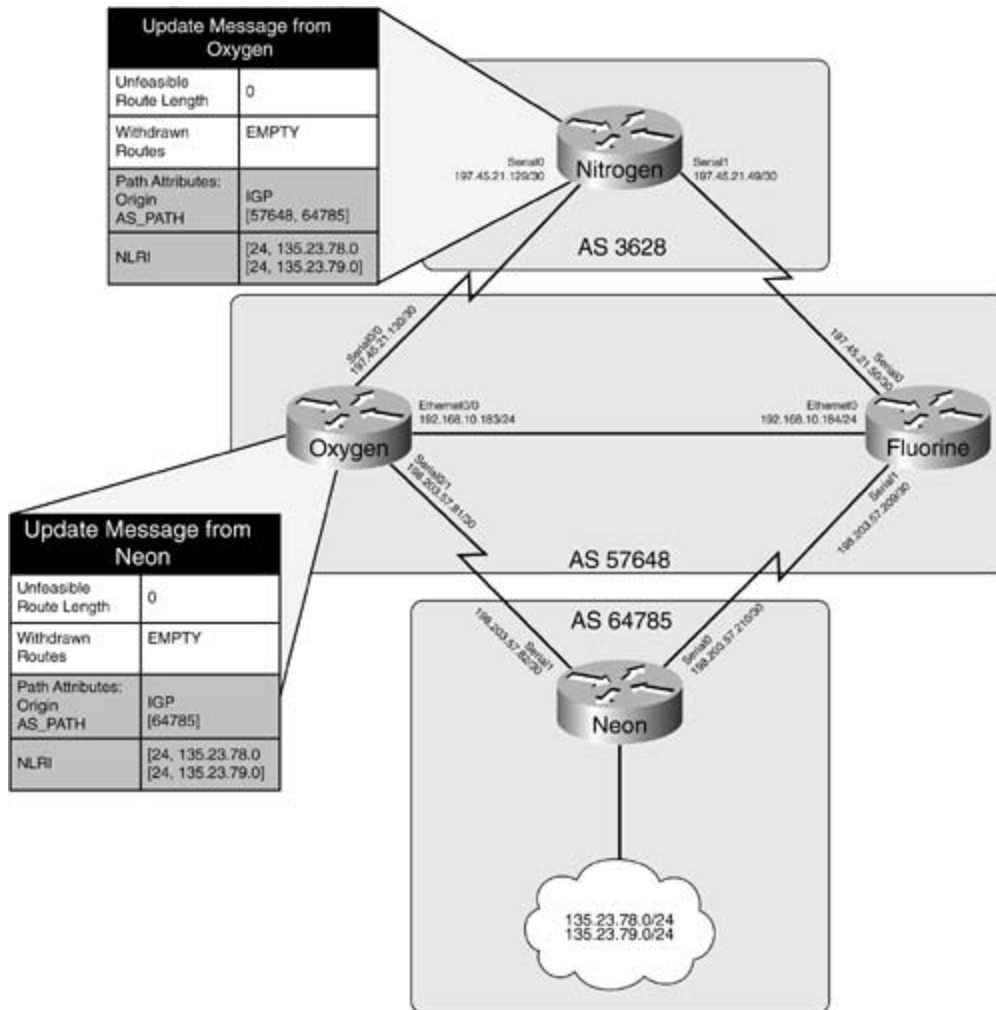 Update Message from
Oxygen
Unfeasible
Route Length
0
Withdrawn
Routes
EMPTY
Path Attributes:
Origin
AS_PATH
IGP
[57648, 64785]
NLRI
[24, 135.23.78.0
[24, 135.23.79.0]
Serial0
197.45.21.129/30
Nitrogen
Serial1
197.45.21.49/30
AS 3628
Serial0/0
197.45.21.130/30
Serial0
197.45.21.50/30
Ethernet0/0
192.168.10.183/24
Ethernet0
192.168.10.184/24
Oxygen
Fluorine
Serial0/1
198.203.57.81/30
Serial1
198.203.57.209/30
AS 57648
Update Message from
Neon
Unfeasible
Route Length
0
Withdrawn
Routes
EMPTY
Path Attributes:
Origin
AS_PATH
IGP
[64785]
NLRI
[24, 135.23.78.0
[24, 135.23.79.0]
AS 64785
Serial1
198.203.57.82/30
Serial0
198.203.57.210/30
Neon
135.23.78.0/24
135.23.79.0/24